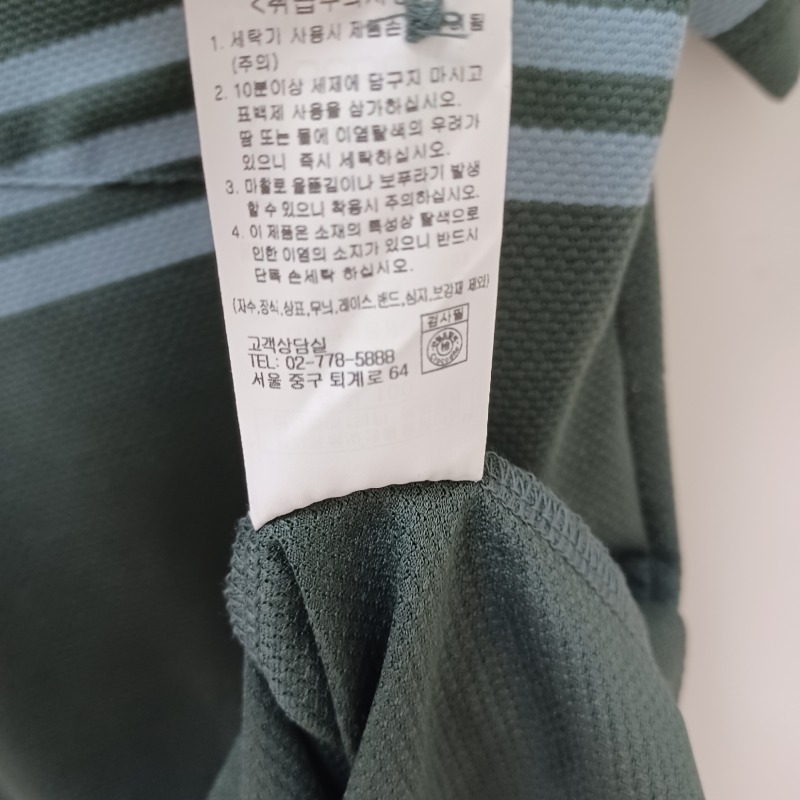 <취급주의사
1. 세탁기 사용시 제품손 됨
(주의)
2. 10분이상 세재에 담구지 마시고
표백제 사용을 삼가하십시오.
땀 또는 물에 이염탈색의 우려가
있으니 즉시 세탁하십시오.
3. 마찰로 올뜯김이나 보푸라기 발생
할 수 있으니 착용시 주의하십시오.
4. 이 제품은 소재의 특성상 탈색으로
인한 이염의 소지가 있으니 반드시
단독 손세탁 하십시오.
(자수,장식,상표,무늬,레이스,밴드,심지,보강재 제외)
검사필
고객상담실
TEL: 02-778-5888
서울 중구 퇴계로 64